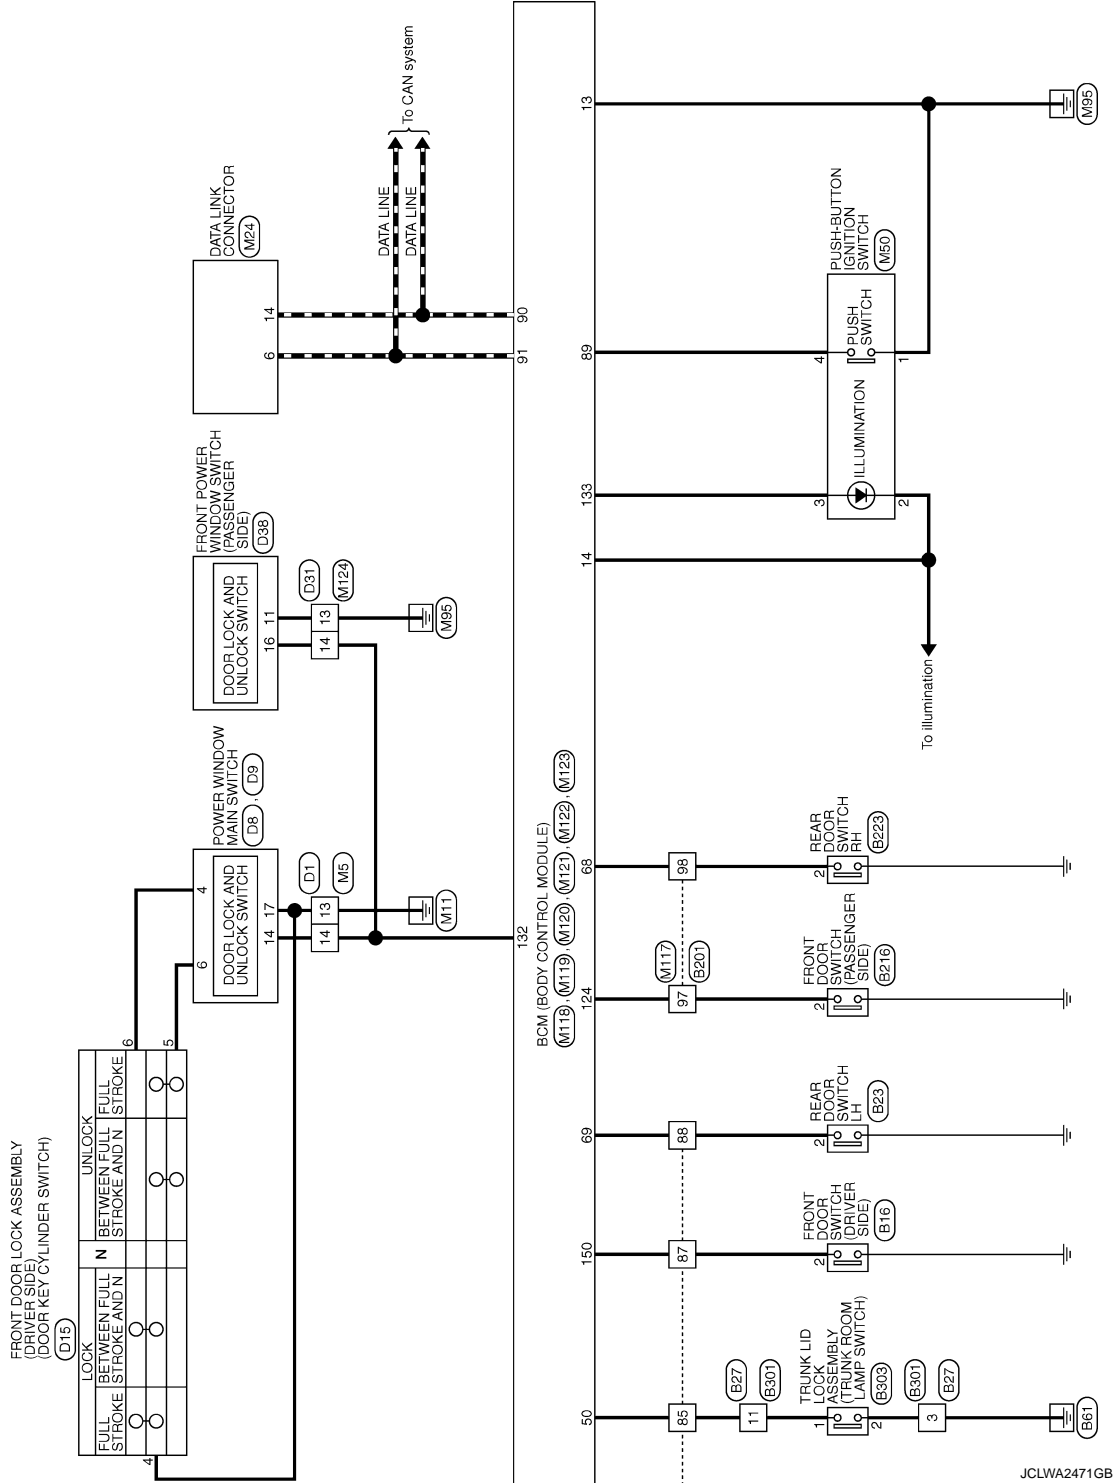 FRONT DOOR LOCK ASSEMBLY
(DRIVER SIDE)
(DOOR KEY CYLINDER SWITCH)
D15
LOCK
N
UNLOCK
FULL
STROKE
BETWEEN FULL
STROKE AND N
BETWEEN FULL
STROKE AND N
FULL
STROKE
4
6
5
POWER WINDOW
MAIN SWITCH
D8 , D9
6
4
DOOR LOCK AND
UNLOCK SWITCH
14
17
D1
14
13
M5
M11
FRONT POWER
WINDOW SWITCH
(PASSENGER
SIDE)
D38
DOOR LOCK AND
UNLOCK SWITCH
16
11
D31
14
13
M124
M95
DATA LINK
CONNECTOR
M24
6
14
DATA LINE
DATA LINE
To CAN system
132
91
90
BCM (BODY CONTROL MODULE)
M118 , M119 , M120 , M121 , M122 , M123
50
150
69
124
68
14
133
89
13
85
87
88
97
98
M117
B201
B27
11
B301
TRUNK LID
LOCK
ASSEMBLY
(TRUNK ROOM
LAMP SWITCH)
B303
1
2
B301
3
B27
B61
FRONT
DOOR
SWITCH
(DRIVER
SIDE)
B16
2
REAR
DOOR
SWITCH
LH
B23
2
FRONT
DOOR
SWITCH
(PASSENGER
SIDE)
B216
2
REAR
DOOR
SWITCH
RH
B223
2
To illumination
PUSH-BUTTON
IGNITION
SWITCH
M50
3
4
ILLUMINATION
PUSH
SWITCH
2
1
M95
JCLWA2471GB